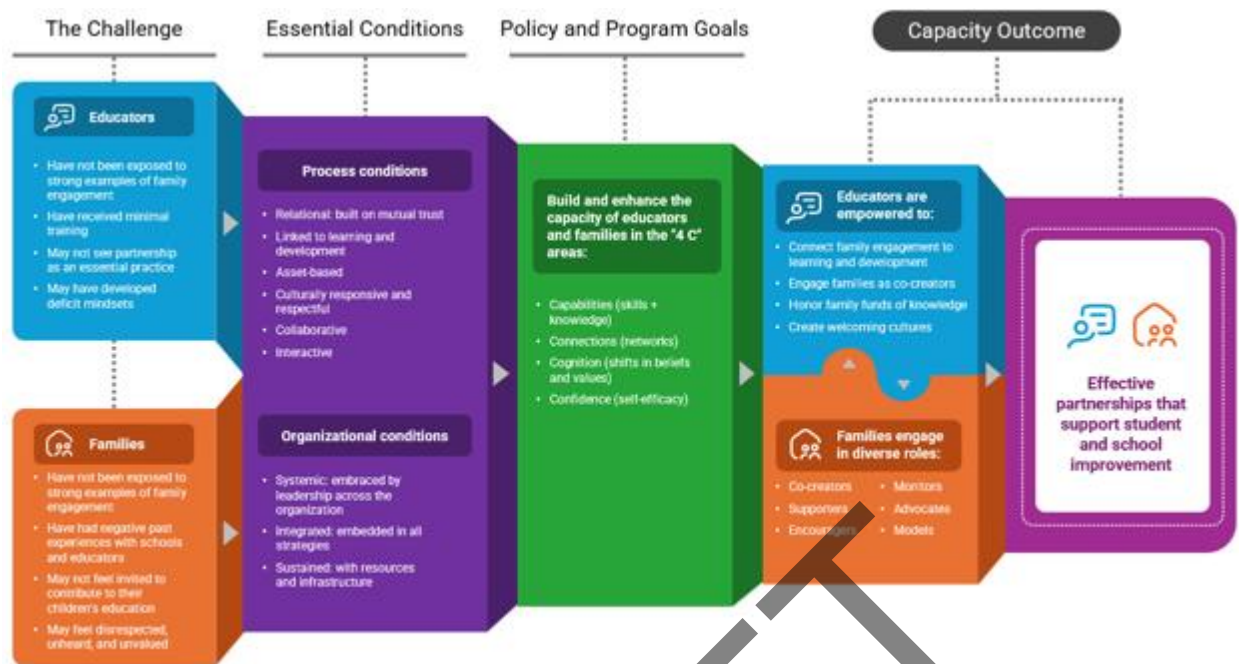 The Challenge
Essential Conditions
Policy and Program Goals
Capacity Outcome
Educators
• Have not been exposed to
strong examples of family
engagement
• Have received minimal
training
• May not see partnership
as an essential practice
• May have developed
deficit mindsets
Families
• Have not been exposed to
strong examples of family
engagement
• Have had negative past
experiences with schools
and educators
• May not feel invited to
contribute to their
children's education
• May feel disrespected,
unheard, and unvalued
Process conditions
• Relational: built on mutual trust
• Linked to learning and
development
• Asset-based
• Culturally responsive and
respectful
• Collaborative
• Interactive
Organizational conditions
• Systemic: embraced by
leadership across the
organization
• Integrated: embedded in all
strategies
• Sustained: with resources
and infrastructure
Build and enhance the
capacity of educators
and families in the "4 C"
areas:
• Capabilities (skills +
knowledge)
• Connections (networks)
• Cognition (shifts in beliefs
and values)
• Confidence (self-efficacy)
Educators are
empowered to:
• Connect family engagement to
learning and development
• Engage families as co-creators
• Honor family funds of knowledge
• Create welcoming cultures
Families engage
in diverse roles:
• Co-creators
• Supporters
• Encouragers
• Monitors
• Advocates
• Models
Effective
partnerships that
support student
and school
improvement